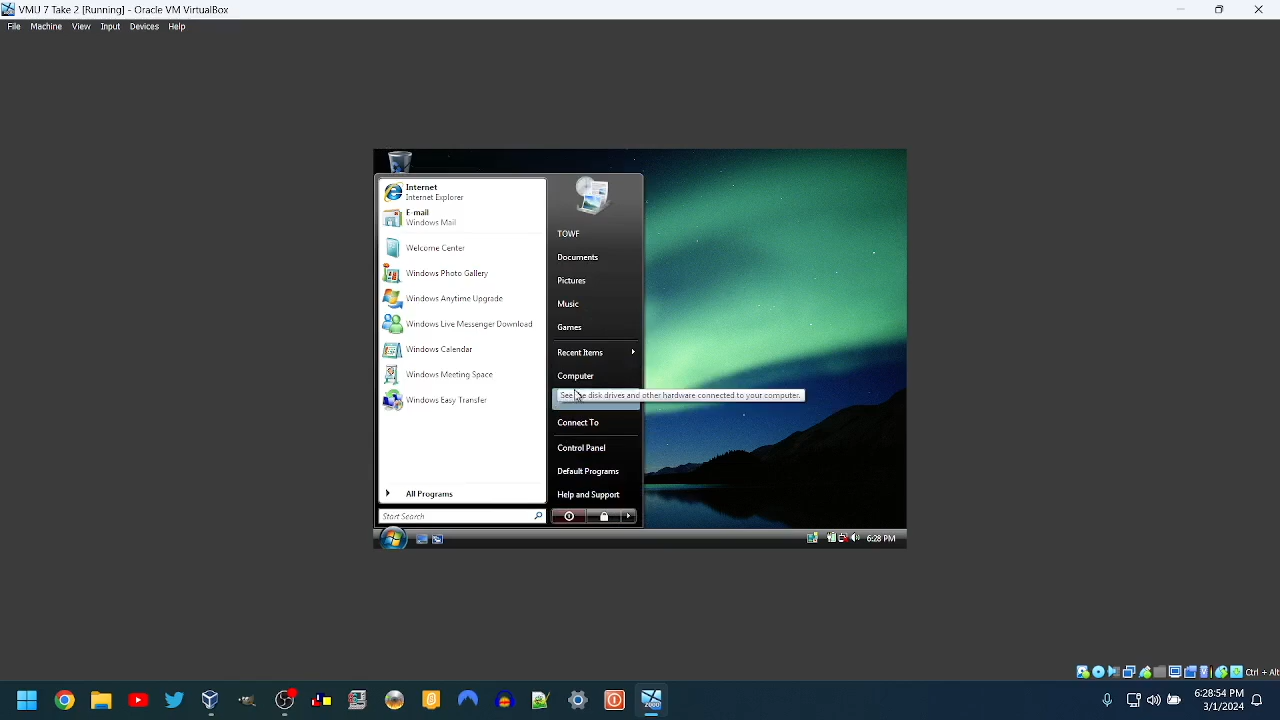 VMU 7 Take 2 [Running] - Oracle VM VirtualBox
File Machine View Input Devices Help
Internet
Internet Explorer
E-mail
Windows Mail
Welcome Center
Windows Photo Gallery
Windows Anytime Upgrade
Windows Live Messenger Download
Windows Calendar
Windows Meeting Space
Windows Easy Transfer
All Programs
Start Search
TOWF
Documents
Pictures
Music
Games
Recent Items
Computer
disk drives and other hardware connected to your computer.
Connect To
Control Panel
Default Programs
Help and Support
6:28 PM
Ctrl + Alt
2000
6:28:54 PM
3/1/2024